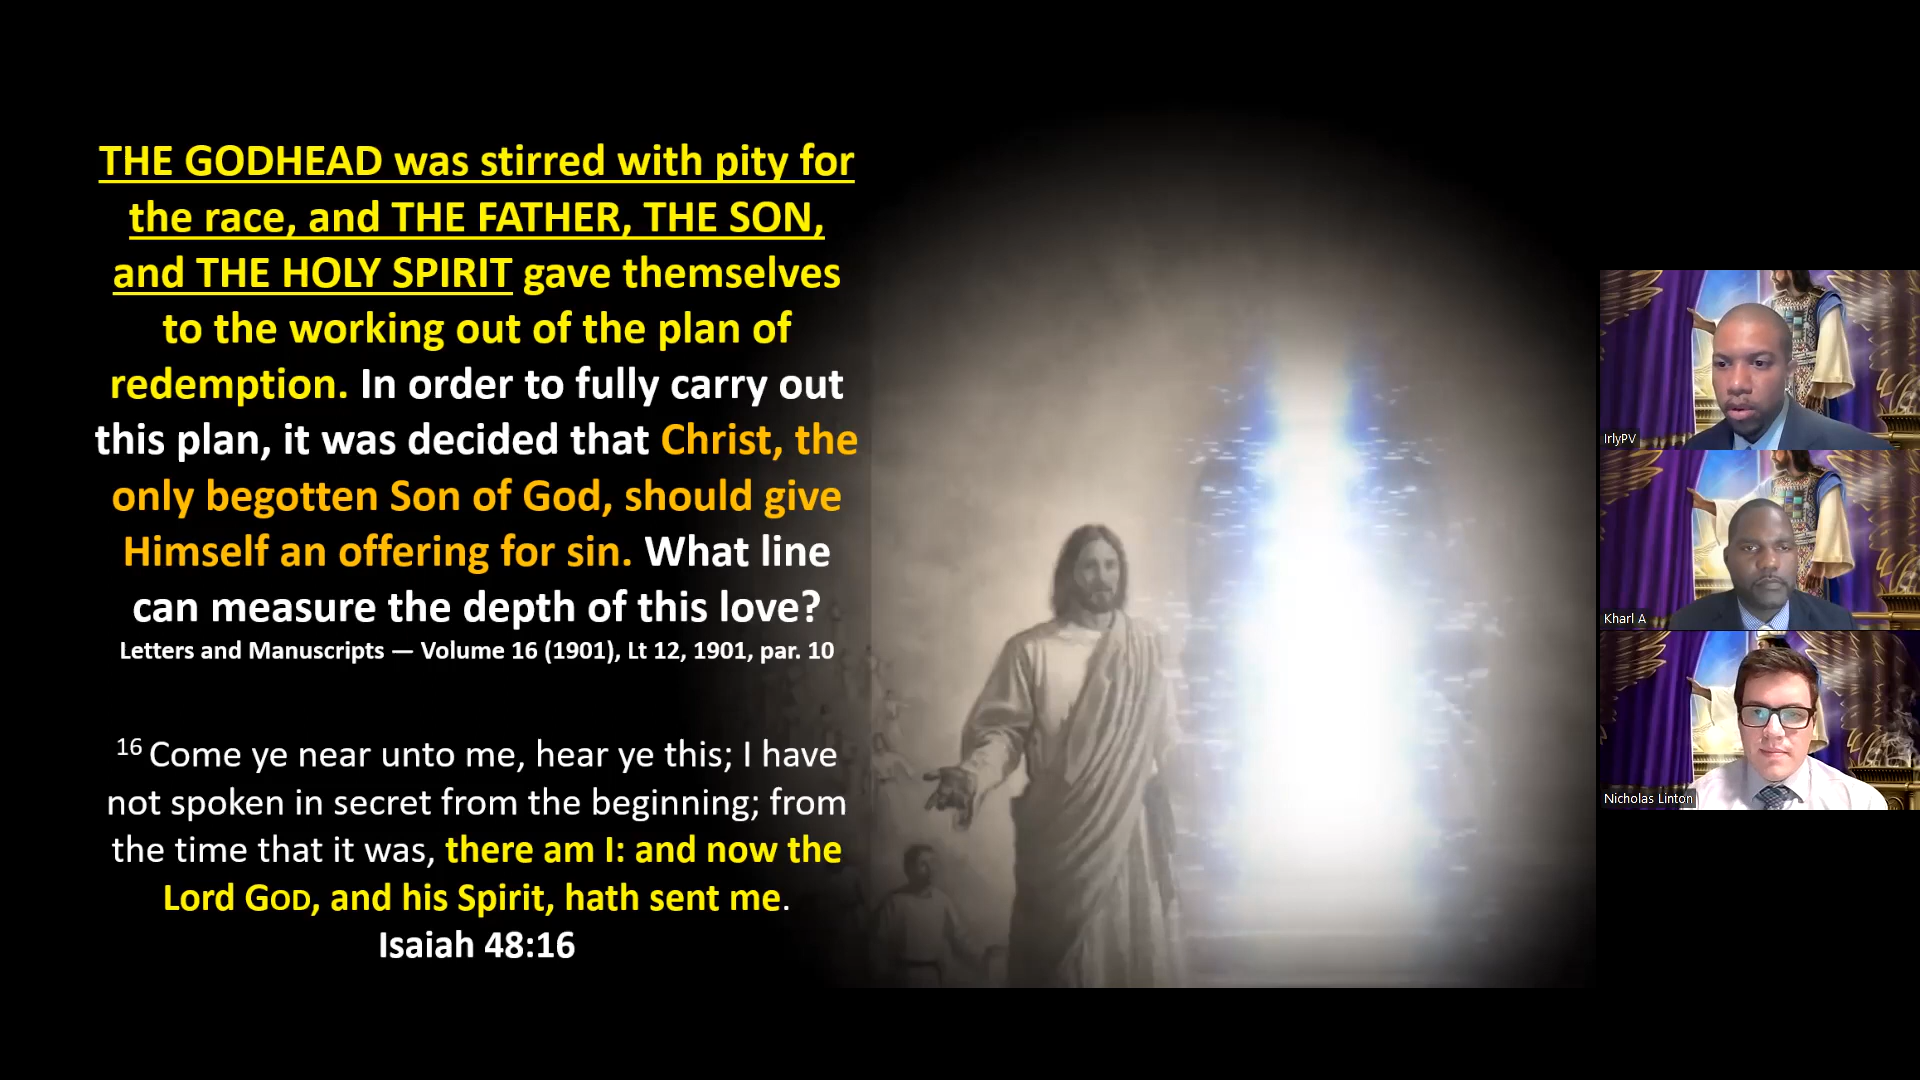 THE GODHEAD was stirred with pity for
the race, and THE FATHER, THE SON,
and THE HOLY SPIRIT gave themselves
to the working out of the plan of
redemption. In order to fully carry out
this plan, it was decided that Christ, the
only begotten Son of God, should give
Himself an offering for sin. What line
can measure the depth of this love?
Letters and Manuscripts — Volume 16 (1901), Lt 12, 1901, par. 10
16 Come ye near unto me, hear ye this; I have
not spoken in secret from the beginning; from
the time that it was, there am I: and now the
Lord GOD, and his Spirit, hath sent me.
Isaiah 48:16
IrlyPV
Kharl A
Nicholas Linton